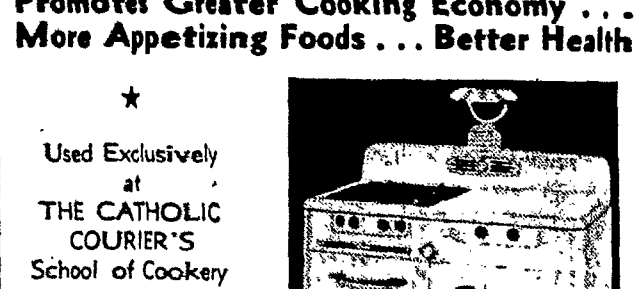 Promotes Greater Cooking Economy . . .
More Appetizing Foods . . . Better Health
★
Used Exclusively
at
THE CATHOLIC
COURIER'S
School of Cookery